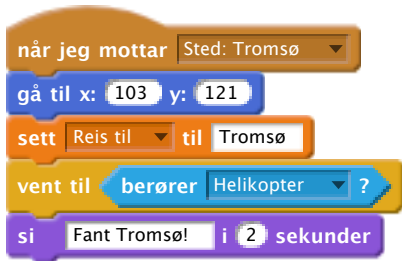 når jeg mottar Sted: Tromsø
gå til x: 103 y: 121
sett Reis til til Tromsø
vent til berører Helikopter ?
si Fant Tromsø! i 2 sekunder